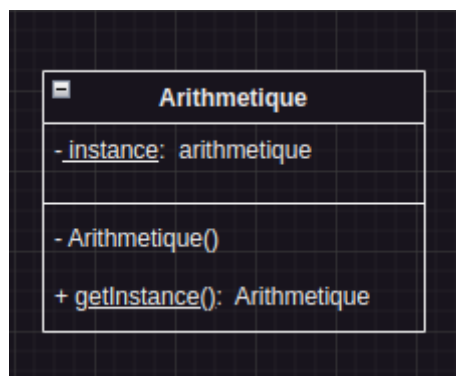 Arithmetique
- instance: arithmetique
- Arithmetique()
+ getInstance(): Arithmetique